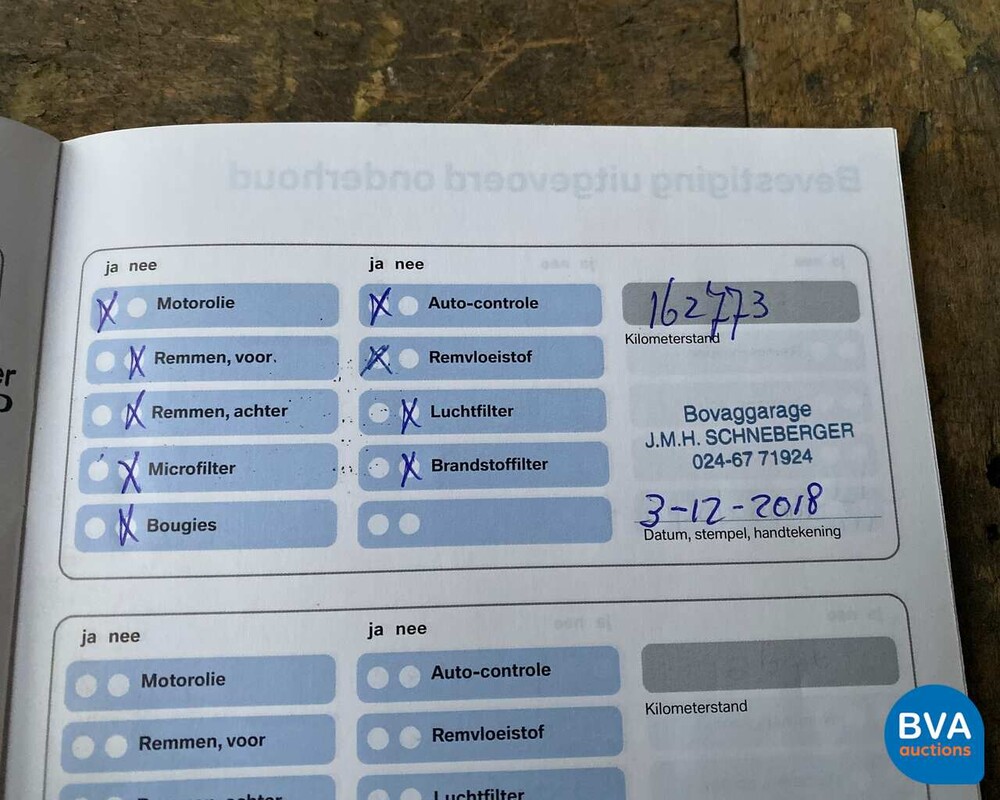 Bevestiging uitgevoerd onderhoud
ja nee
Motorolie
Remmen, voor.
Remmen, achter
Microfilter
Bougies
ja nee
Auto-controle
Remvloeistof
Luchtfilter
Brandstoffilter
162773
Kilometerstand
Bovaggarage
J.M.H. SCHNEBERGER
024-67 71924
3-12-2018
Datum, stempel, handtekening
ja nee
Motorolie
Remmen, voor
Remmen, achter
ja nee
Auto-controle
Remvloeistof
Luchtfilter
Kilometerstand
BVA
auctions